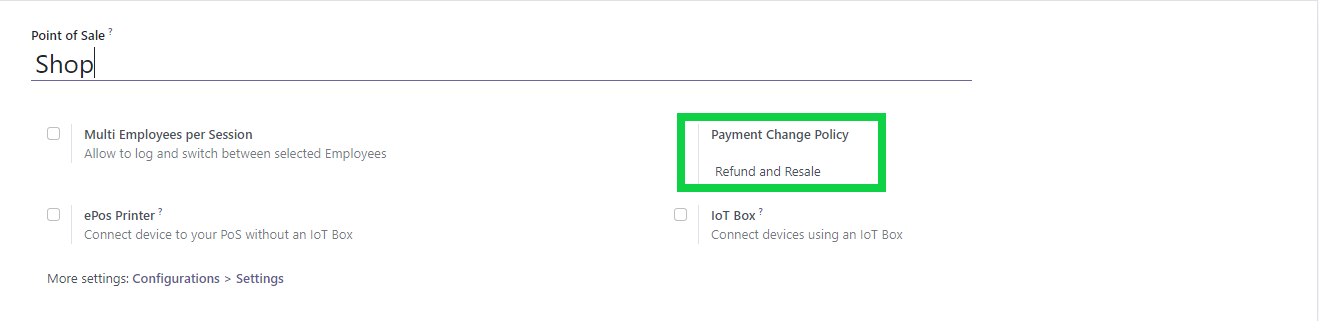 Point of Sale ?
Shop
Multi Employees per Session
Allow to log and switch between selected Employees
Payment Change Policy
Refund and Resale
ePos Printer ?
Connect device to your PoS without an IoT Box
IoT Box ?
Connect devices using an IoT Box
More settings: Configurations > Settings